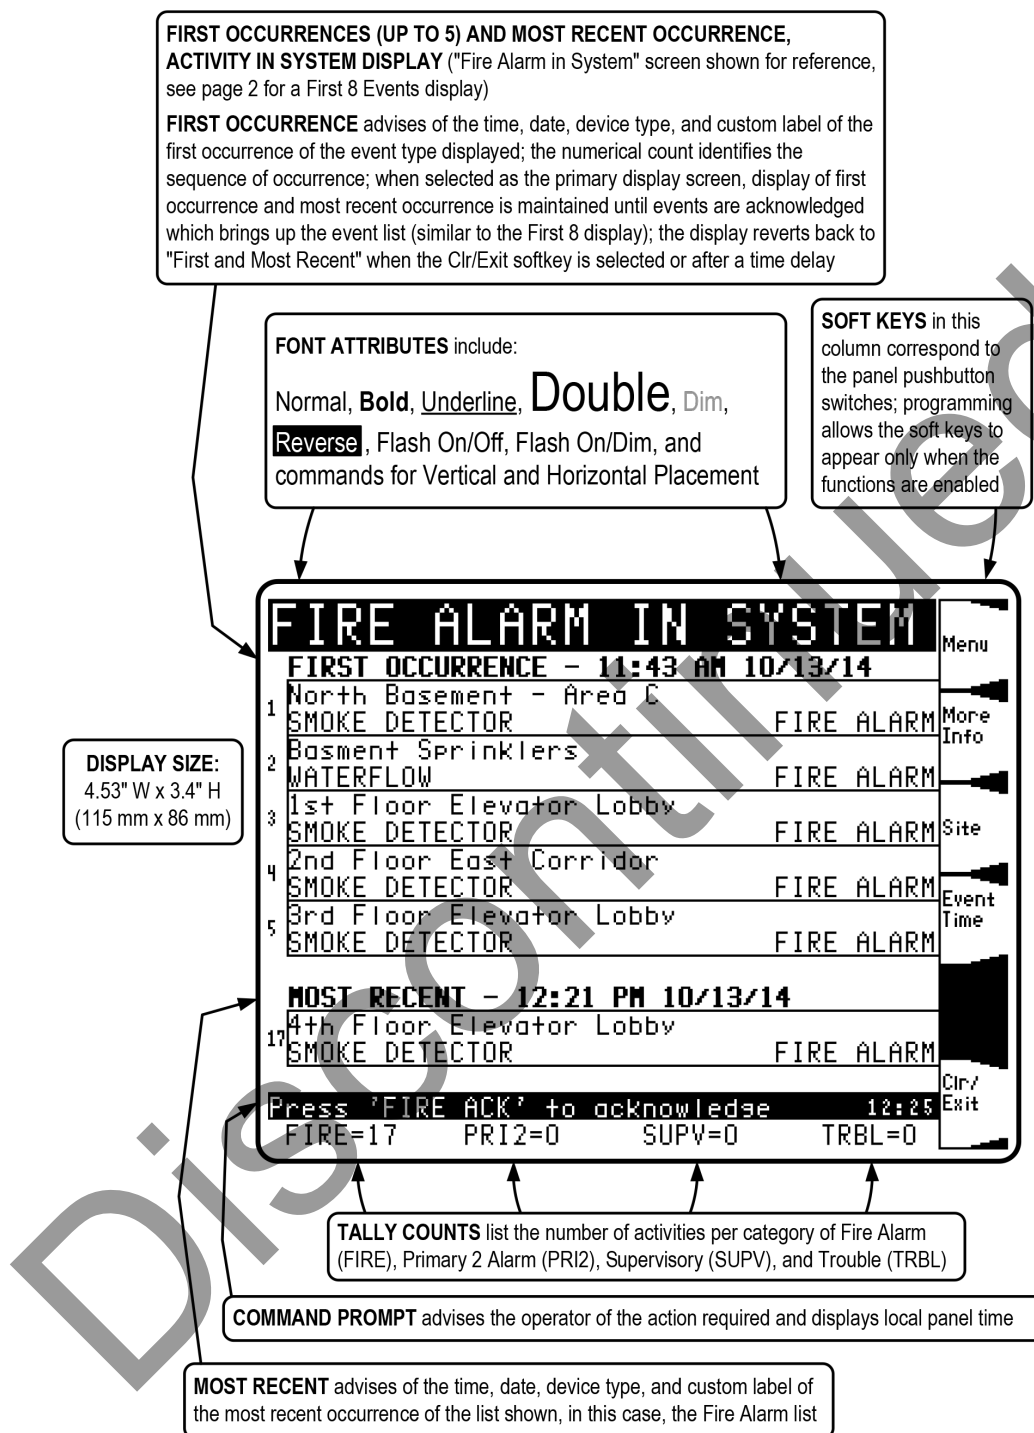 FIRST OCCURRENCES (UP TO 5) AND MOST RECENT OCCURRENCE,
ACTIVITY IN SYSTEM DISPLAY ("Fire Alarm in System" screen shown for reference,
see page 2 for a First 8 Events display)
FIRST OCCURRENCE advises of the time, date, device type, and custom label of the
first occurrence of the event type displayed; the numerical count identifies the
sequence of occurrence; when selected as the primary display screen, display of first
occurrence and most recent occurrence is maintained until events are acknowledged
which brings up the event list (similar to the First 8 display); the display reverts back to
"First and Most Recent" when the Clr/Exit softkey is selected or after a time delay
FONT ATTRIBUTES include:
Normal, Bold, Underline, Double, Dim,
Reverse, Flash On/Off, Flash On/Dim, and
commands for Vertical and Horizontal Placement
SOFT KEYS in this
column correspond to
the panel pushbutton
switches; programming
allows the soft keys to
appear only when the
functions are enabled
FIRE ALARM IN SYSTEM
FIRST OCCURRENCE - 11:43 AM 10/13/14
1 North Basement - Area C
SMOKE DETECTOR FIRE ALARM
2 Basment Sprinklers
WATERFLOW FIRE ALARM
3 1st Floor Elevator Lobby
SMOKE DETECTOR FIRE ALARM
4 2nd Floor East Corridor
SMOKE DETECTOR FIRE ALARM
5 3rd Floor Elevator Lobby
SMOKE DETECTOR FIRE ALARM
MOST RECENT - 12:21 PM 10/13/14
17 4th Floor Elevator Lobby
SMOKE DETECTOR FIRE ALARM
Press 'FIRE ACK' to acknowledge 12:25
FIRE=17 PRI2=0 SUPV=0 TRBL=0
Menu
More
Info
Site
Event
Time
Clr/
Exit
DISPLAY SIZE:
4.53" W x 3.4" H
(115 mm x 86 mm)
TALLY COUNTS list the number of activities per category of Fire Alarm
(FIRE), Primary 2 Alarm (PRI2), Supervisory (SUPV), and Trouble (TRBL)
COMMAND PROMPT advises the operator of the action required and displays local panel time
MOST RECENT advises of the time, date, device type, and custom label of
the most recent occurrence of the list shown, in this case, the Fire Alarm list
Discontinued